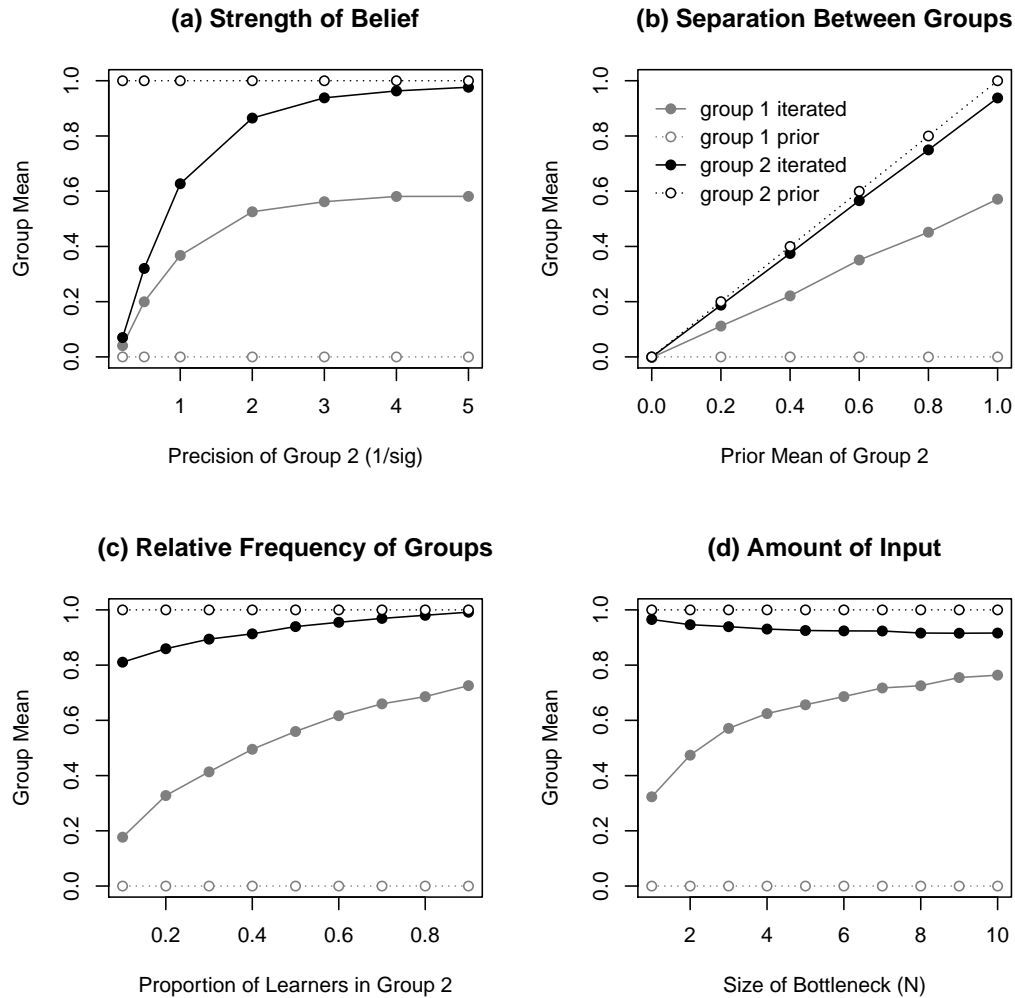 (a) Strength of Belief
Group Mean
0.0 0.2 0.4 0.6 0.8 1.0
1 2 3 4 5
Precision of Group 2 (1/sig)
(b) Separation Between Groups
Group Mean
0.0 0.2 0.4 0.6 0.8 1.0
group 1 iterated
group 1 prior
group 2 iterated
group 2 prior
0.0 0.2 0.4 0.6 0.8 1.0
Prior Mean of Group 2
(c) Relative Frequency of Groups
Group Mean
0.0 0.2 0.4 0.6 0.8 1.0
0.2 0.4 0.6 0.8
Proportion of Learners in Group 2
(d) Amount of Input
Group Mean
0.0 0.2 0.4 0.6 0.8 1.0
2 4 6 8 10
Size of Bottleneck (N)